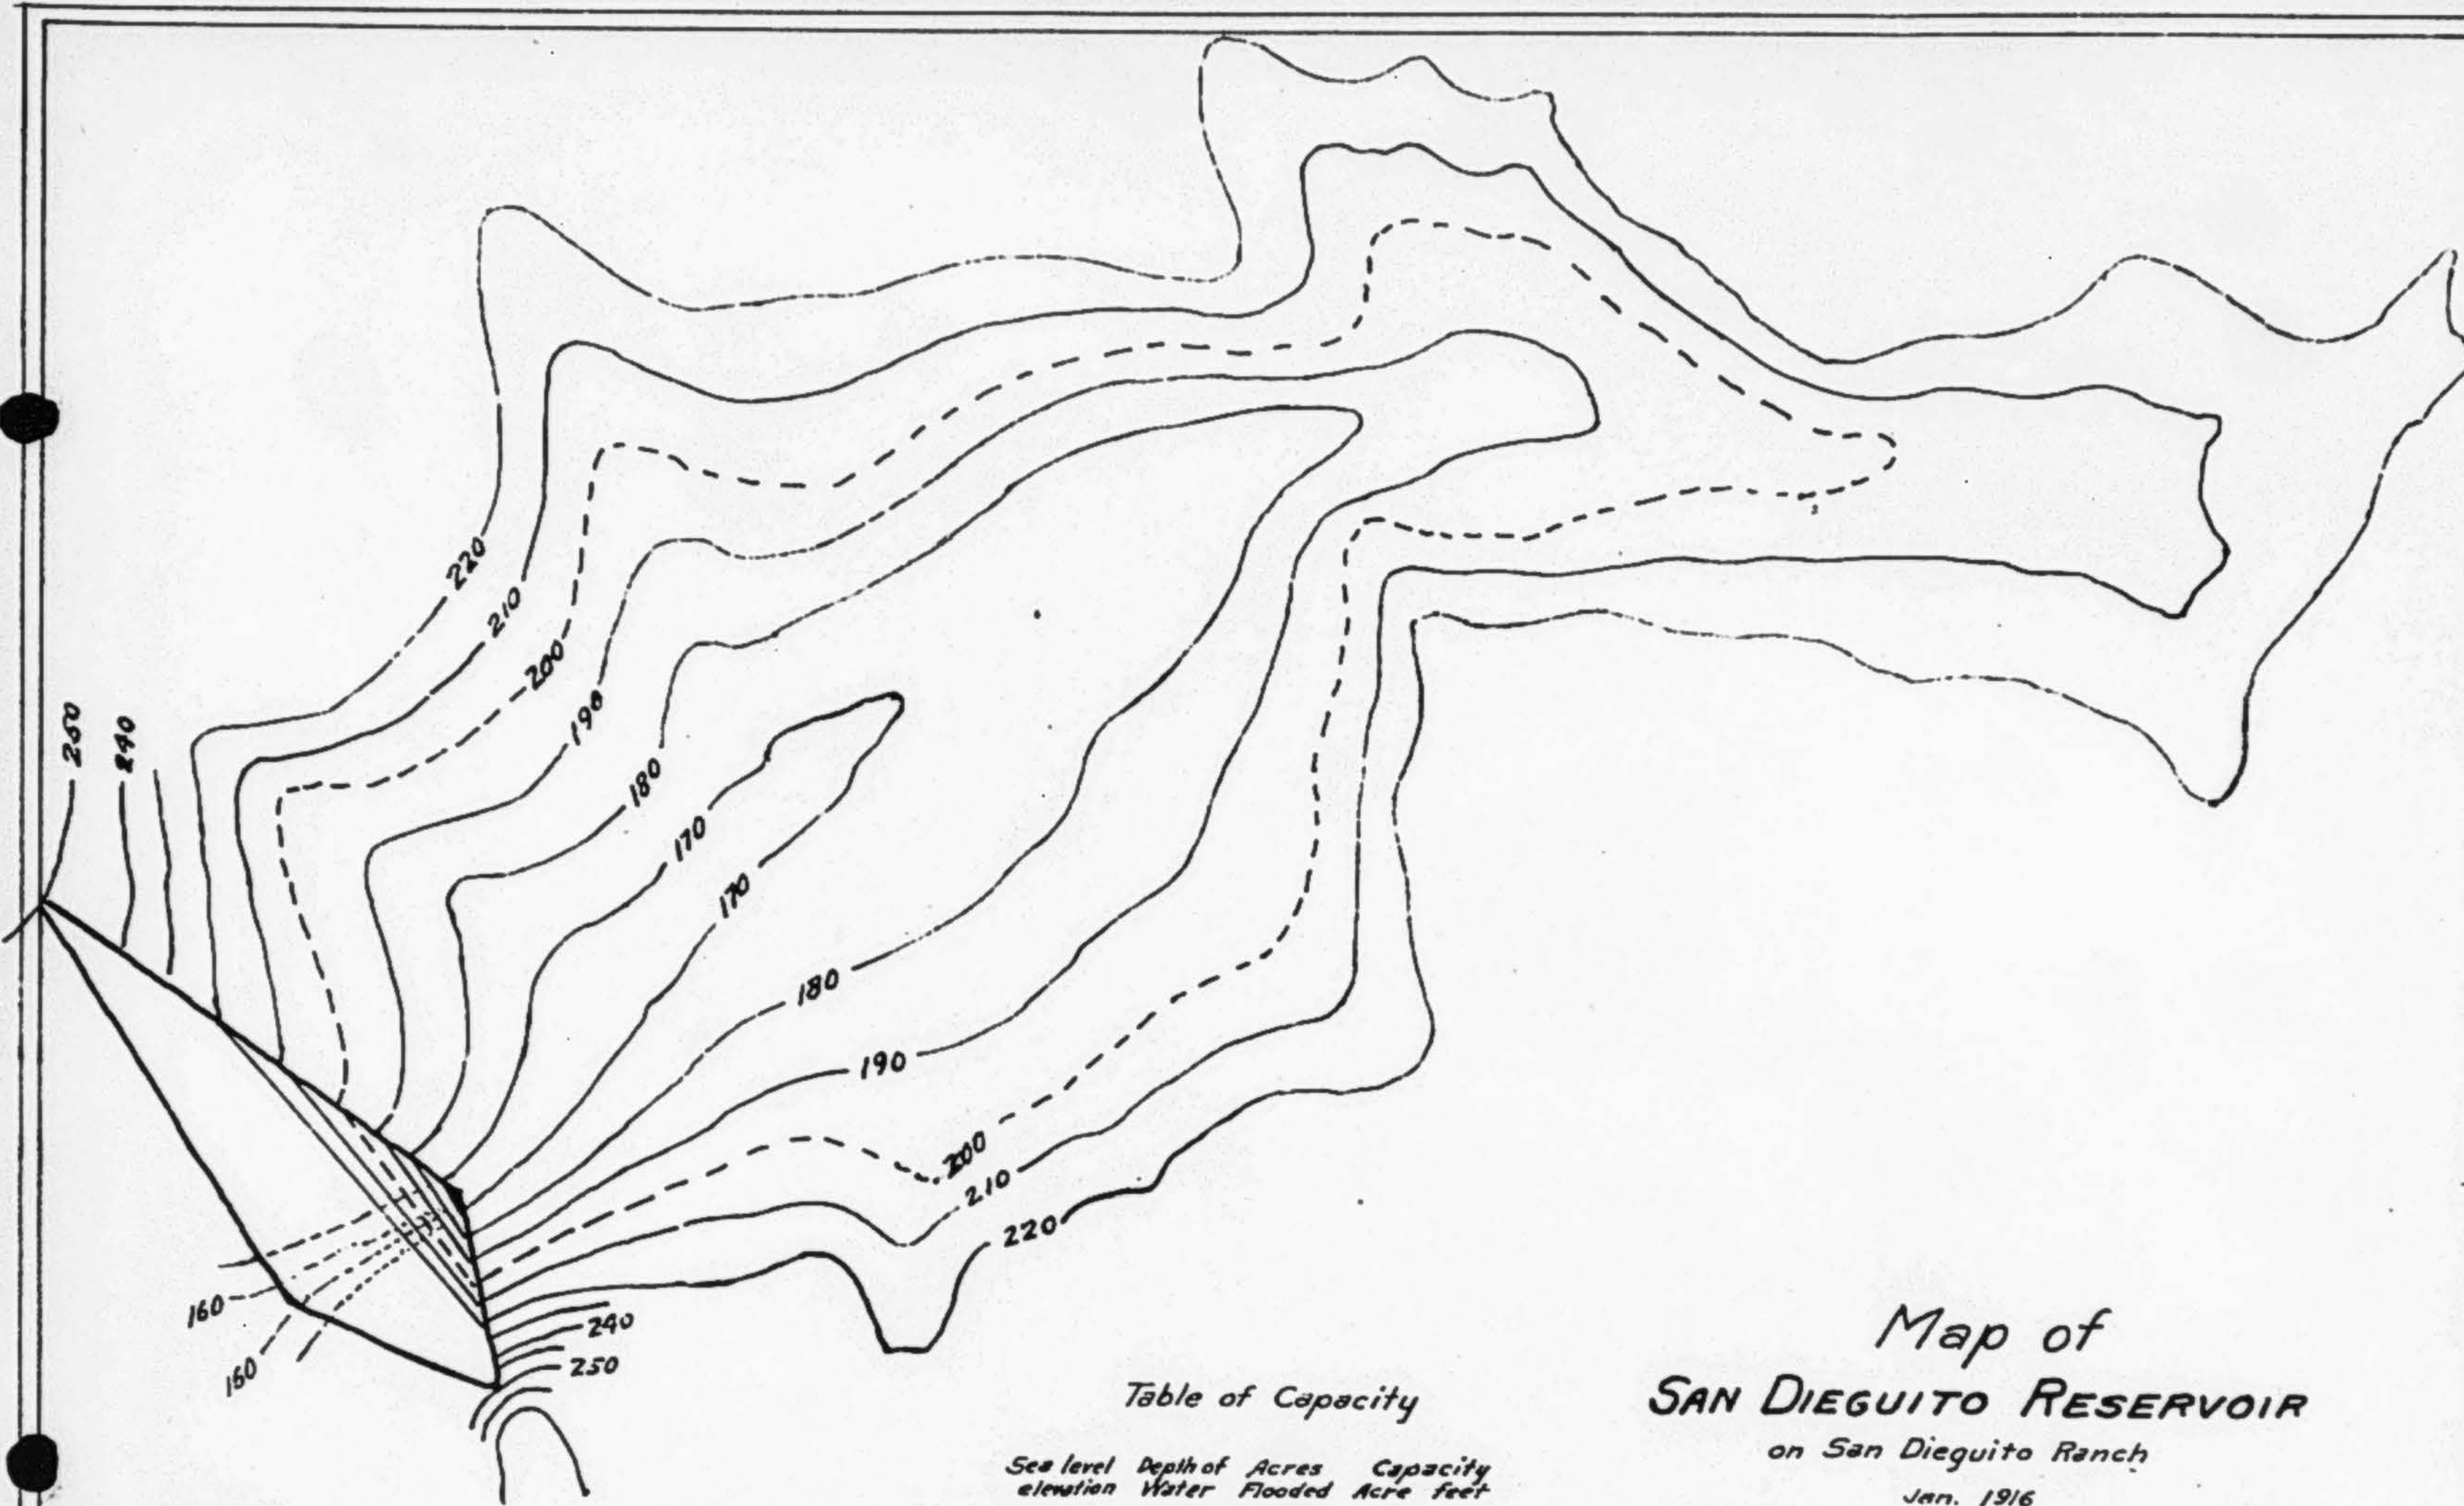 220
210
200
190
180
170
170
250
240
180
190
200
210
220
160
160
240
250
Table of Capacity
Sea level Depth of Acres Capacity
elevation Water Flooded Acre feet
Map of
SAN DIEGUITO RESERVOIR
on San Dieguito Ranch
Jan. 1916